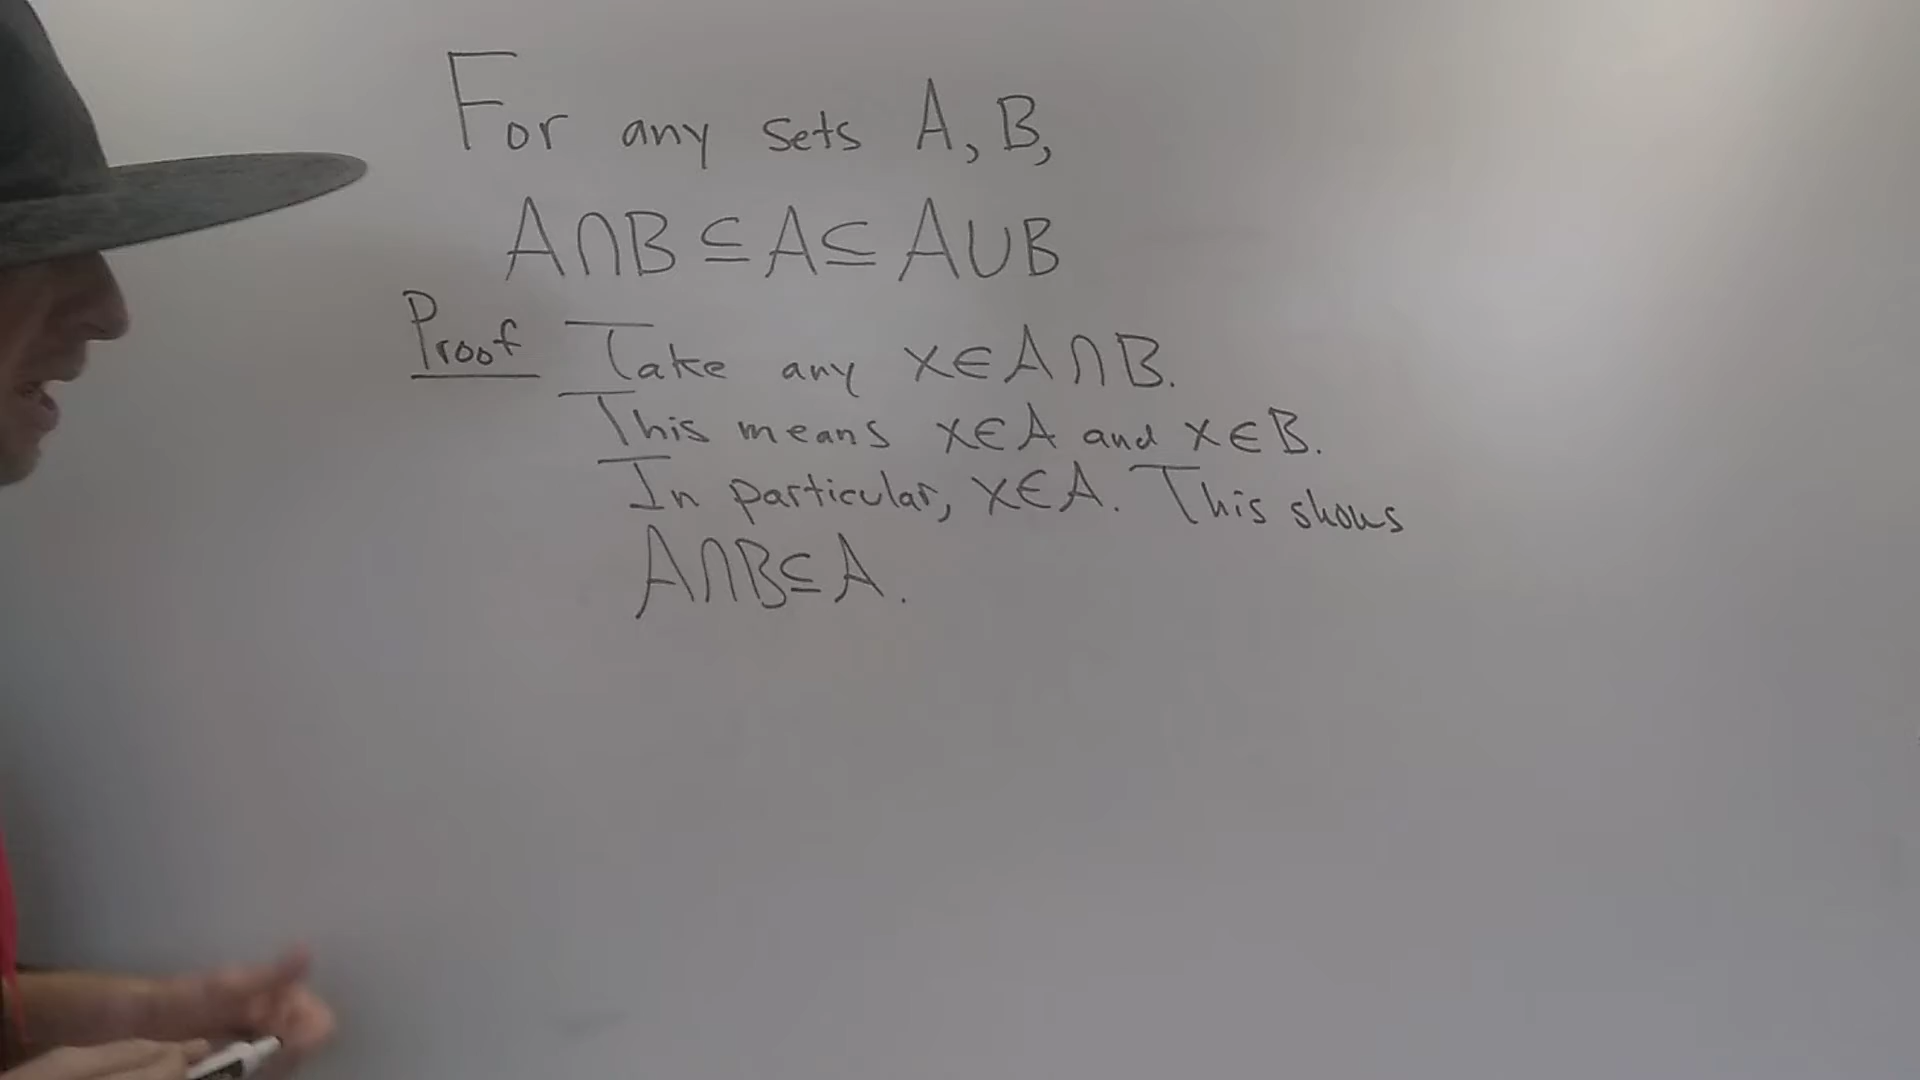 For any sets A, B,
A∩B ⊆ A ⊆ A∪B
Proof Take any x∈A∩B.
This means x∈A and x∈B.
In particular, x∈A. This shows
A∩B⊆A.